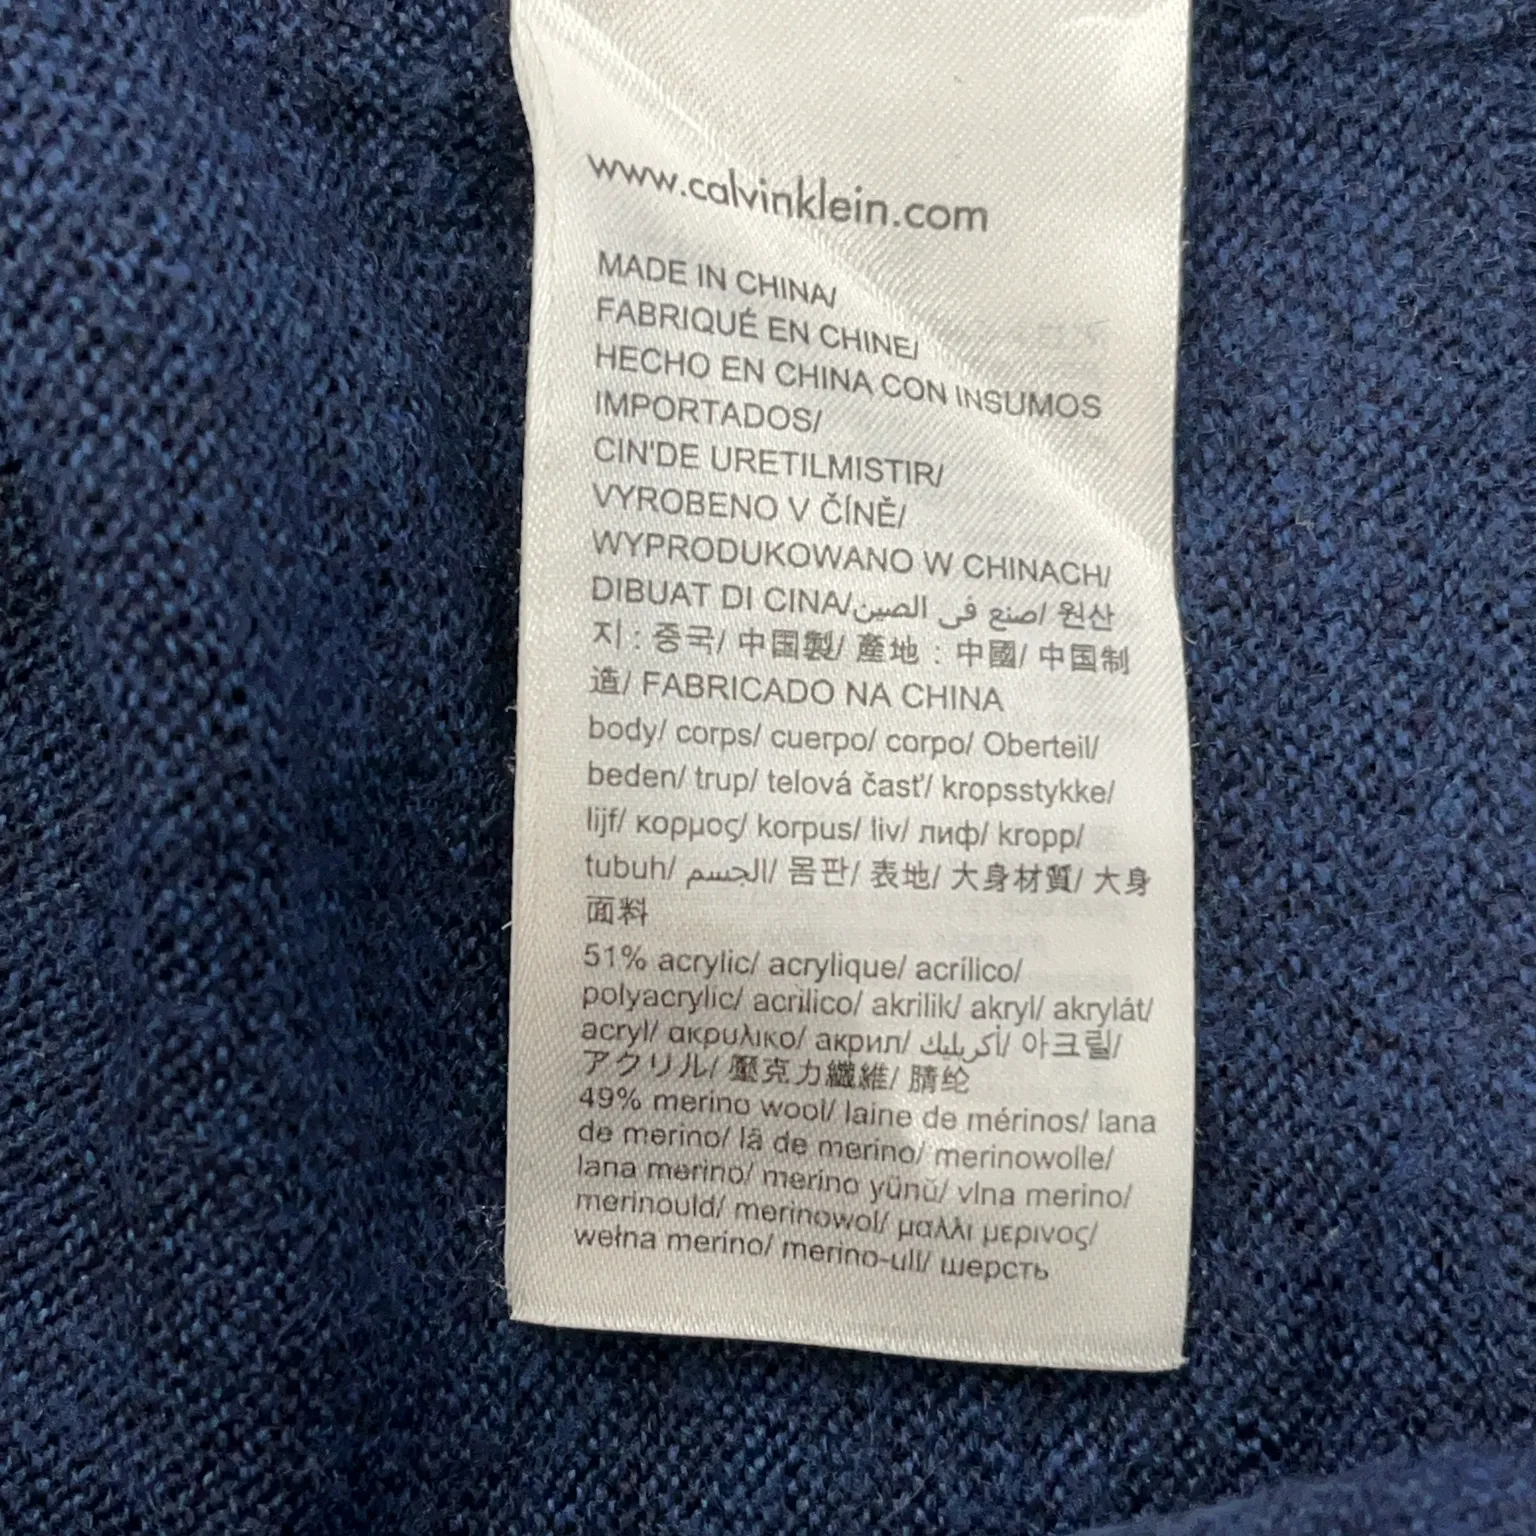 www.calvinklein.com
MADE IN CHINA/
FABRIQUÉ EN CHINE/
HECHO EN CHINA CON INSUMOS
IMPORTADOS/
CIN'DE URETILMISTIR/
VYROBENO V ČÍNĚ/
WYPRODUKOWANO W CHINACH/
DIBUAT DI CINA/صنع في الصين/ 원산
지 : 중국/ 中国製/ 產地 : 中國/ 中国制
造/ FABRICADO NA CHINA
body/ corps/ cuerpo/ corpo/ Oberteil/
beden/ trup/ telová časť/ kropsstykke/
lijf/ κορμος/ korpus/ liv/ лиф/ kropp/
tubuh/ الجسم/ 몸판/ 表地/ 大身材質/ 大身
面料
51% acrylic/ acrylique/ acrílico/
polyacrylic/ acrilico/ akrilik/ akryl/ akrylát/
acryl/ ακρυλικο/ акрил/ أكريليك/ 아크릴/
アクリル/ 壓克力纖維/ 腈纶
49% merino wool/ laine de mérinos/ lana
de merino/ lã de merino/ merinowolle/
lana merino/ merino yünü/ vlna merino/
merinould/ merinowol/ μαλλι μερινος/
wełna merino/ merino-ull/ шерсть